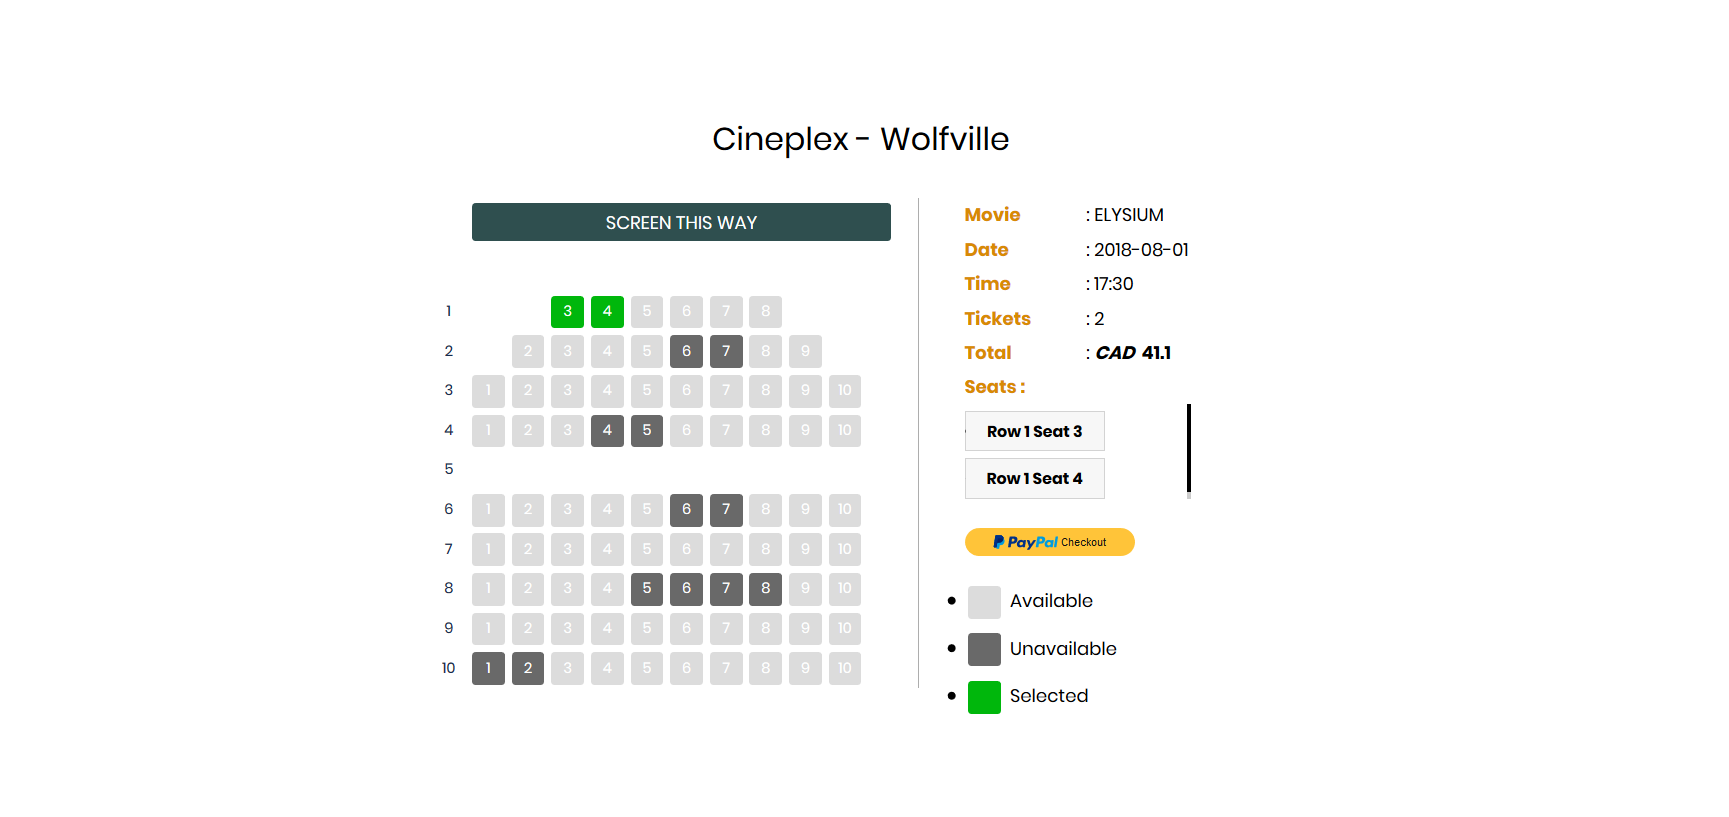 Cineplex - Wolfville
SCREEN THIS WAY
1 3 4 5 6 7 8
2 2 3 4 5 6 7 8 9
3 1 2 3 4 5 6 7 8 9 10
4 1 2 3 4 5 6 7 8 9 10
5
6 1 2 3 4 5 6 7 8 9 10
7 1 2 3 4 5 6 7 8 9 10
8 1 2 3 4 5 6 7 8 9 10
9 1 2 3 4 5 6 7 8 9 10
10 1 2 3 4 5 6 7 8 9 10
Movie : ELYSIUM
Date : 2018-08-01
Time : 17:30
Tickets : 2
Total : CAD 41.1
Seats :
Row 1 Seat 3
Row 1 Seat 4
PayPal Checkout
Available
Unavailable
Selected